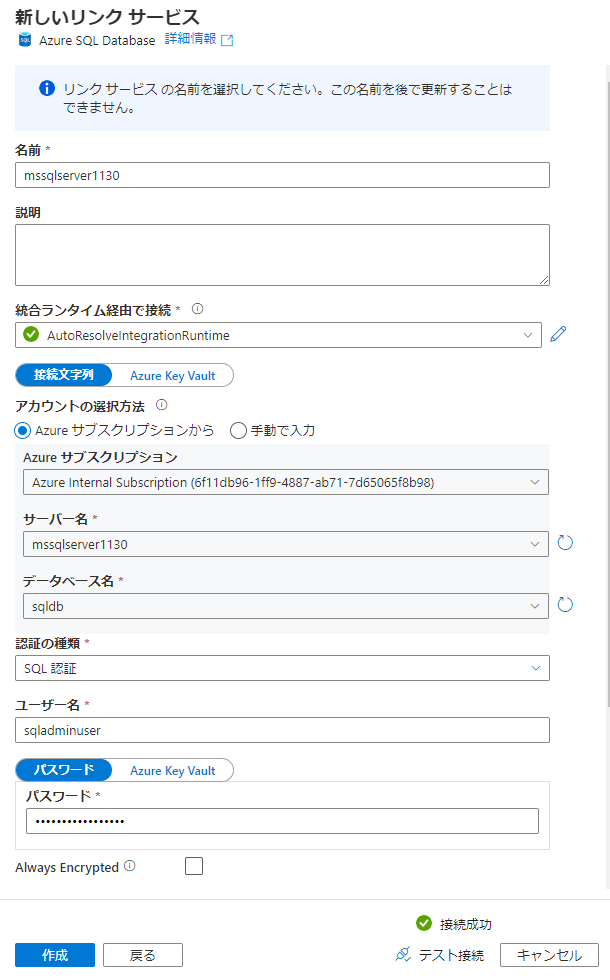 新しいリンク サービス
Azure SQL Database 詳細情報
リンク サービス の名前を選択してください。この名前を後で更新することは
できません。
名前 *
mssqlserver1130
説明
統合ランタイム経由で接続 *
AutoResolveIntegrationRuntime
接続文字列 Azure Key Vault
アカウントの選択方法
Azure サブスクリプションから 手動で入力
Azure サブスクリプション
Azure Internal Subscription (6f11db96-1ff9-4887-ab71-7d65065f8b98)
サーバー名 *
mssqlserver1130
データベース名 *
sqldb
認証の種類 *
SQL 認証
ユーザー名 *
sqladminuser
パスワード Azure Key Vault
パスワード *
•••••••••••••••••
Always Encrypted
接続成功
作成 戻る テスト接続 キャンセル